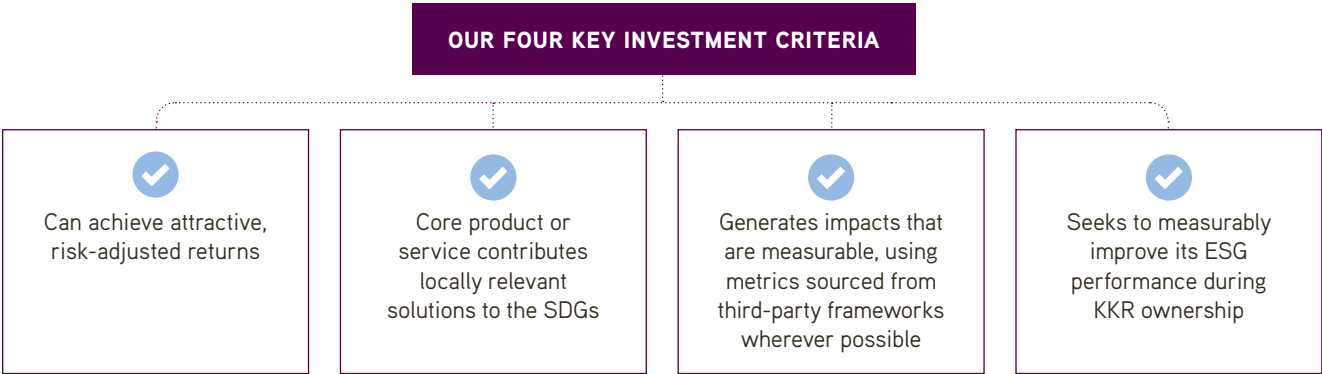 OUR FOUR KEY INVESTMENT CRITERIA
Can achieve attractive,
risk-adjusted returns
Core product or
service contributes
locally relevant
solutions to the SDGs
Generates impacts that
are measurable, using
metrics sourced from
third-party frameworks
wherever possible
Seeks to measurably
improve its ESG
performance during
KKR ownership